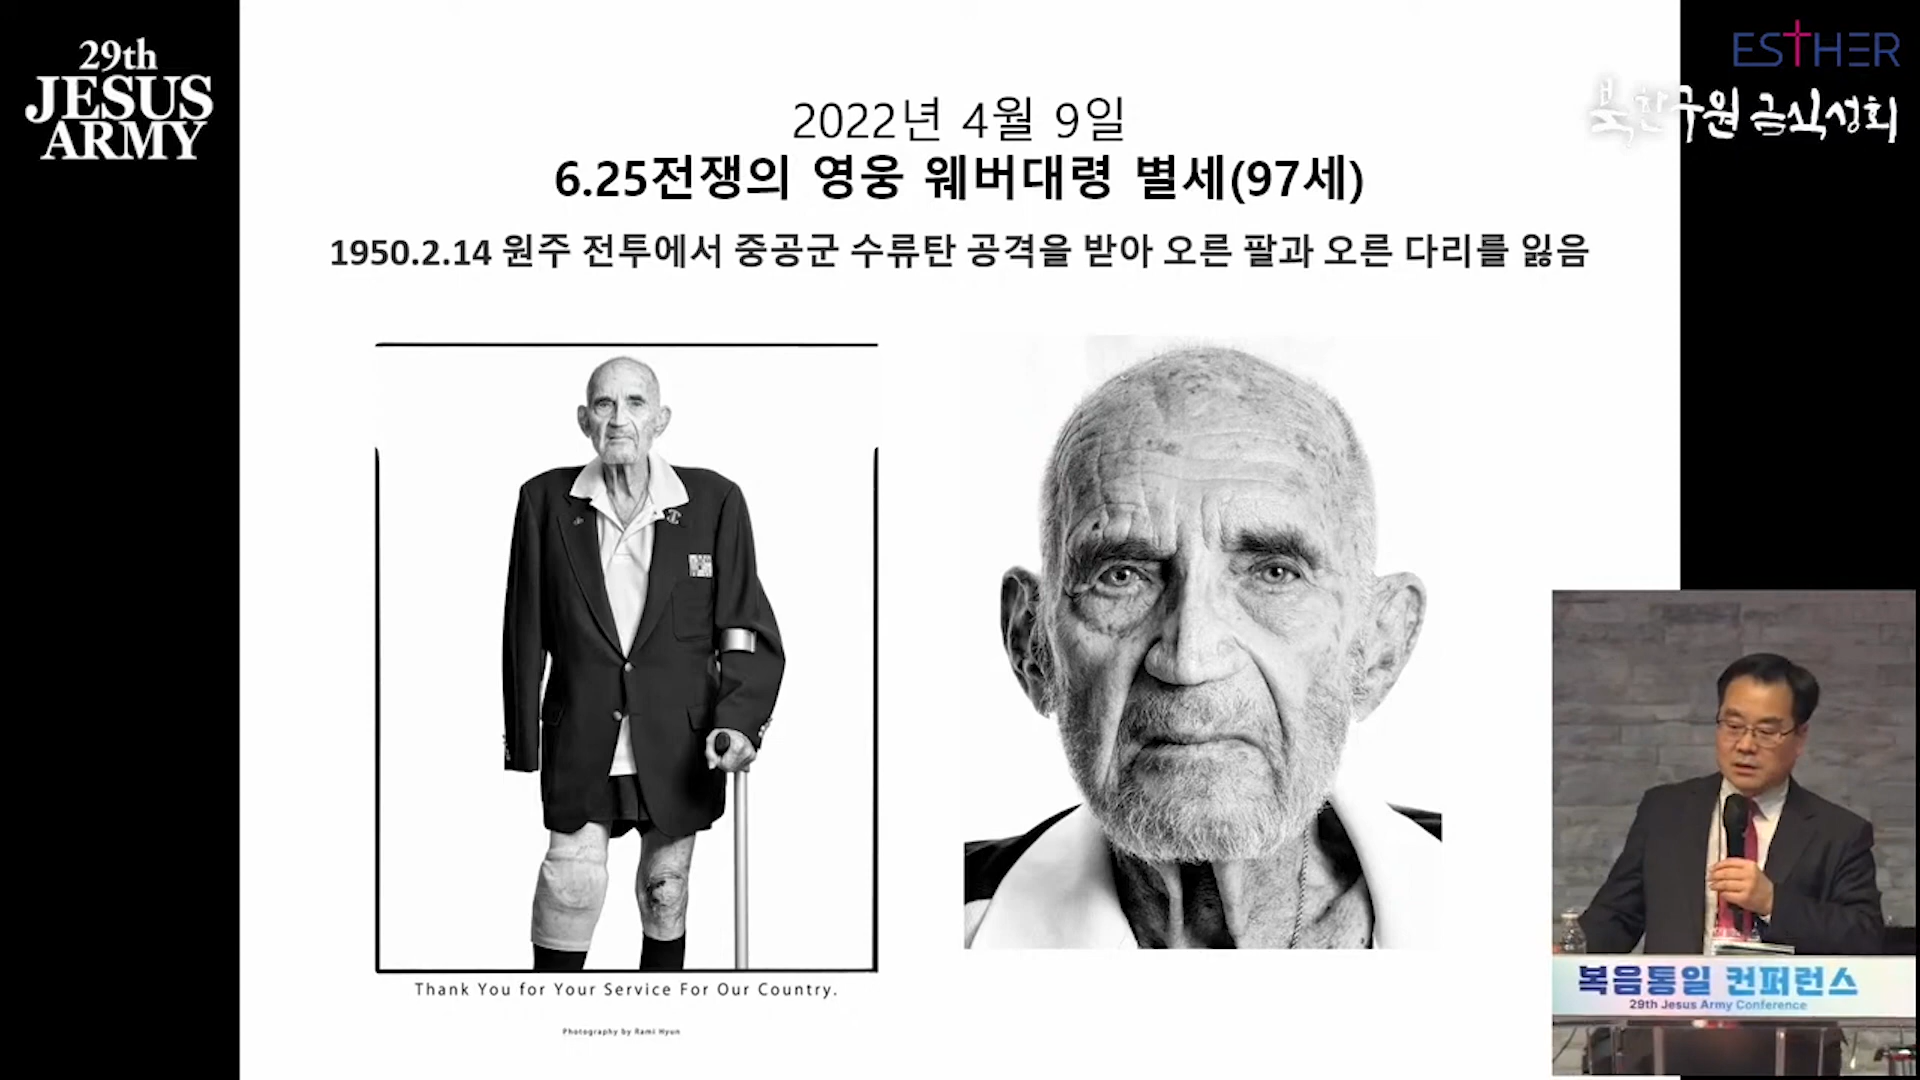 29th
JESUS
ARMY
ESTHER
북한구원 금식성회
2022년 4월 9일
6.25전쟁의 영웅 웨버대령 별세(97세)
1950.2.14 원주 전투에서 중공군 수류탄 공격을 받아 오른 팔과 오른 다리를 잃음
Thank You for Your Service For Our Country.
Photography by Rami Hyun
복음통일 컨퍼런스
29th Jesus Army Conference